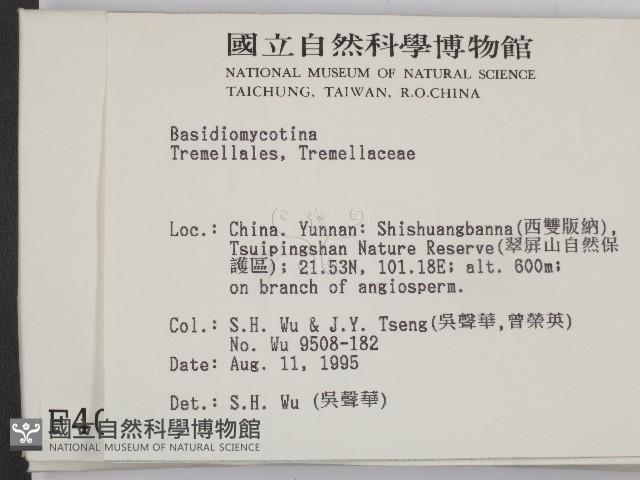 國立自然科學博物館
NATIONAL MUSEUM OF NATURAL SCIENCE
TAICHUNG, TAIWAN, R.O.CHINA
Basidiomycotina
Tremellales, Tremellaceae
Loc.: China. Yunnan: Shishuangbanna(西雙版納),
Tsuipingshan Nature Reserve(翠屏山自然保
護區); 21.53N, 101.18E; alt. 600m;
on branch of angiosperm.
Col.: S.H. Wu & J.Y. Tseng(吳聲華,曾榮英)
No. Wu 9508-182
Date: Aug. 11, 1995
Det.: S.H. Wu (吳聲華)
國立自然科學博物館
NATIONAL MUSEUM OF NATURAL SCIENCE